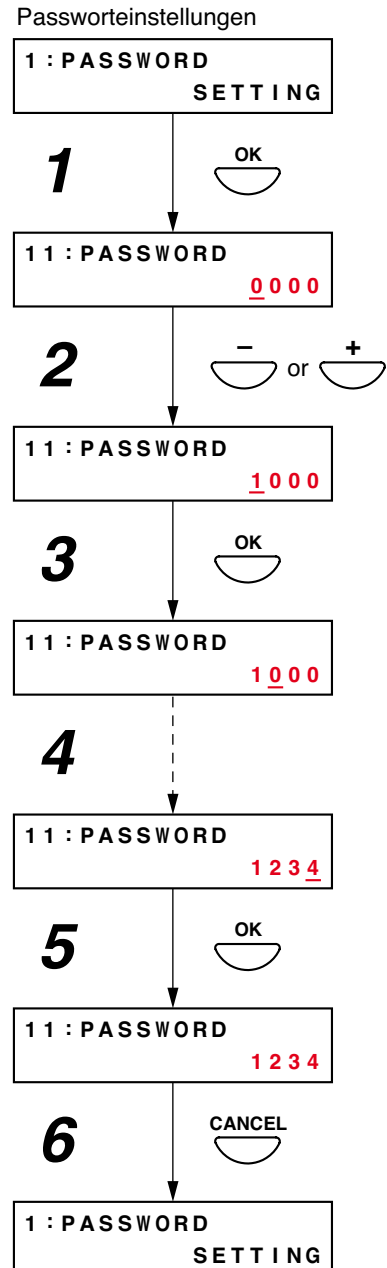 Passworteinstellungen
1:PASSWORD
SETTING
1
OK
11:PASSWORD
0000
2
– or +
11:PASSWORD
1000
3
OK
11:PASSWORD
1000
4
11:PASSWORD
1234
5
OK
11:PASSWORD
1234
6
CANCEL
1:PASSWORD
SETTING